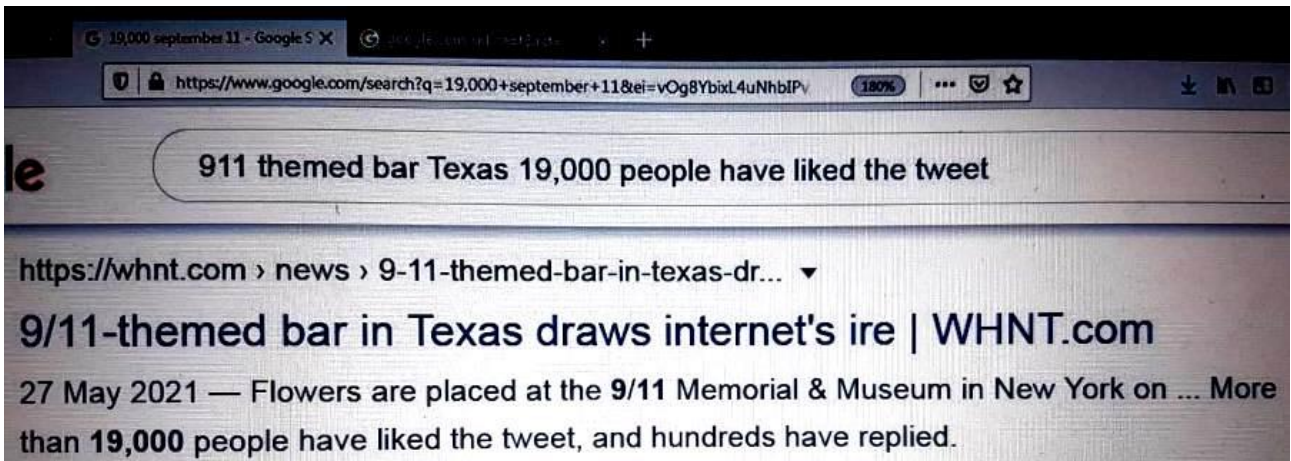 19,000 september 11 - Google S
https://www.google.com/search?q=19,000+september+11&ei=vOg8YbixL4uNhbIPv
180%
le
911 themed bar Texas 19,000 people have liked the tweet
https://whnt.com › news › 9-11-themed-bar-in-texas-dr...
9/11-themed bar in Texas draws internet's ire | WHNT.com
27 May 2021 — Flowers are placed at the 9/11 Memorial & Museum in New York on ... More
than 19,000 people have liked the tweet, and hundreds have replied.